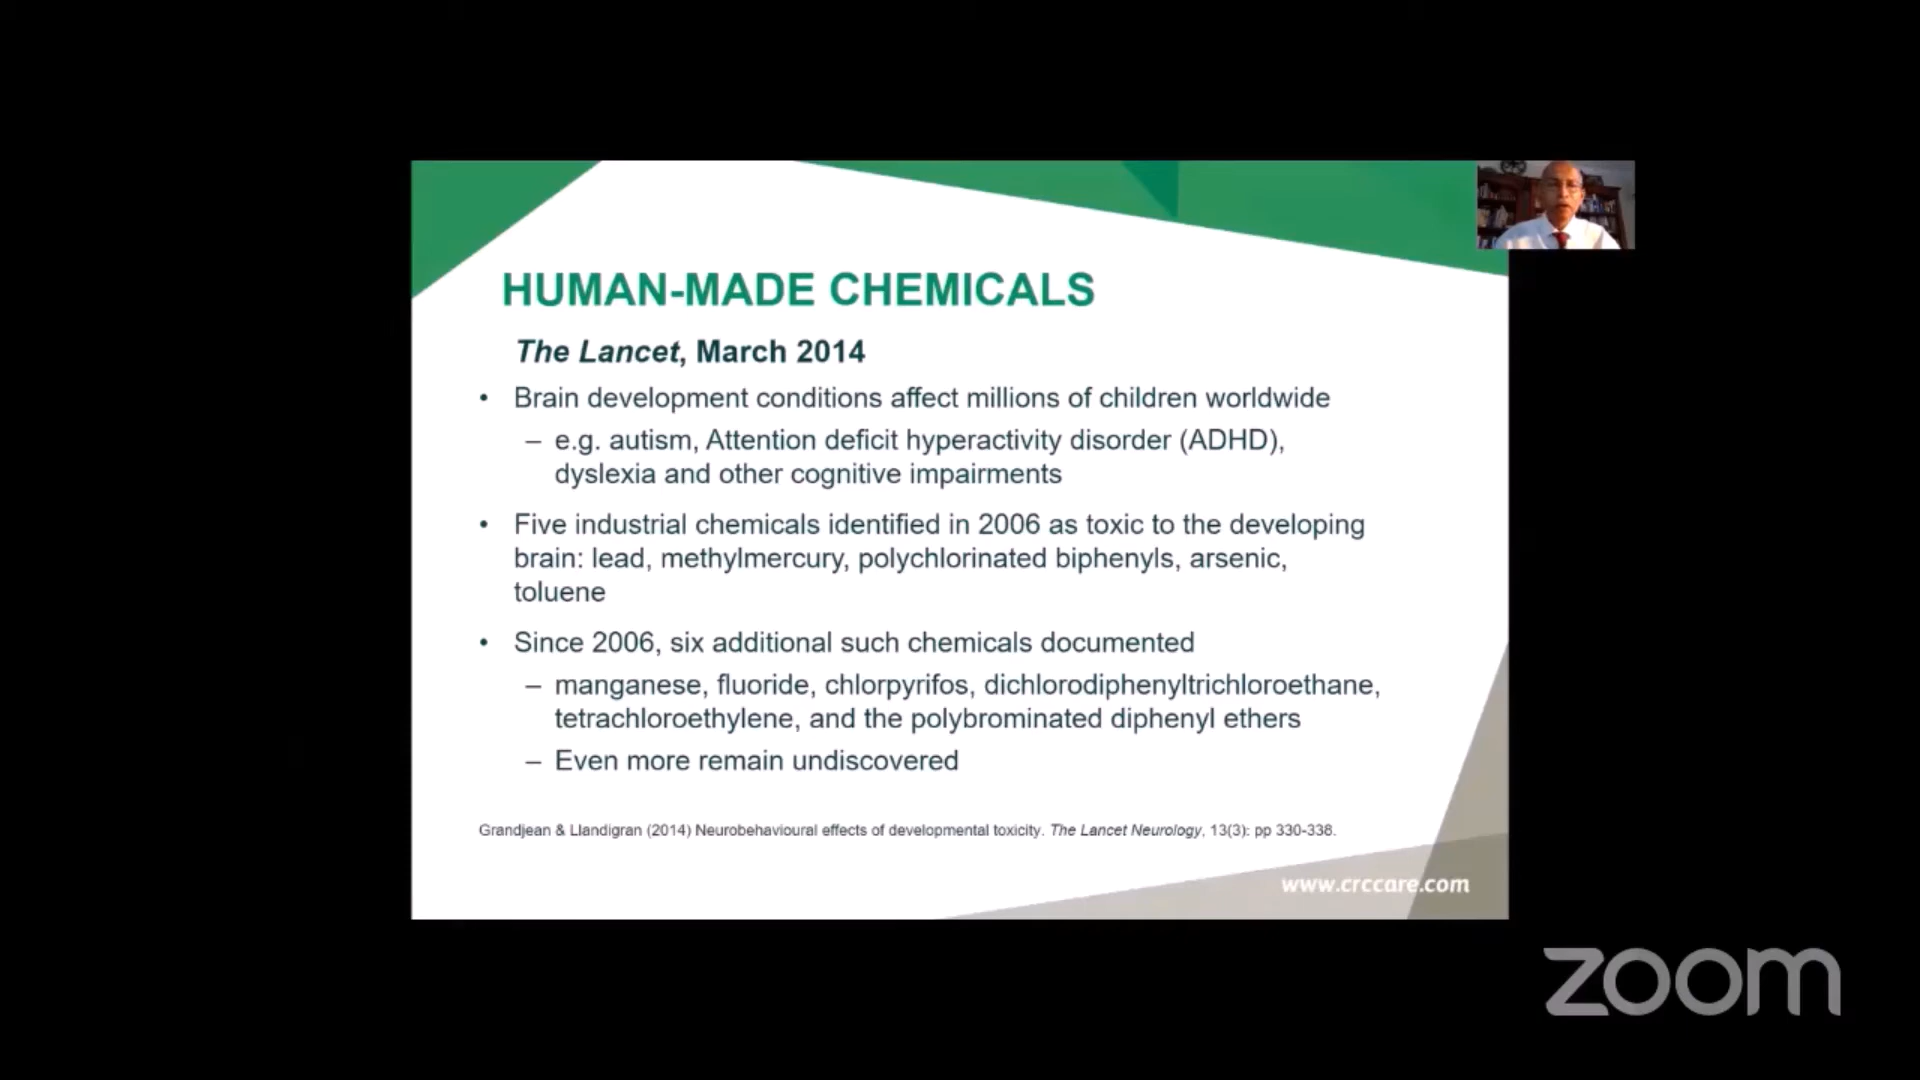 HUMAN-MADE CHEMICALS
The Lancet, March 2014
• Brain development conditions affect millions of children worldwide
– e.g. autism, Attention deficit hyperactivity disorder (ADHD),
dyslexia and other cognitive impairments
• Five industrial chemicals identified in 2006 as toxic to the developing
brain: lead, methylmercury, polychlorinated biphenyls, arsenic,
toluene
• Since 2006, six additional such chemicals documented
– manganese, fluoride, chlorpyrifos, dichlorodiphenyltrichloroethane,
tetrachloroethylene, and the polybrominated diphenyl ethers
– Even more remain undiscovered
Grandjean & Llandigran (2014) Neurobehavioural effects of developmental toxicity. The Lancet Neurology, 13(3): pp 330-338.
www.crccare.com
zoom